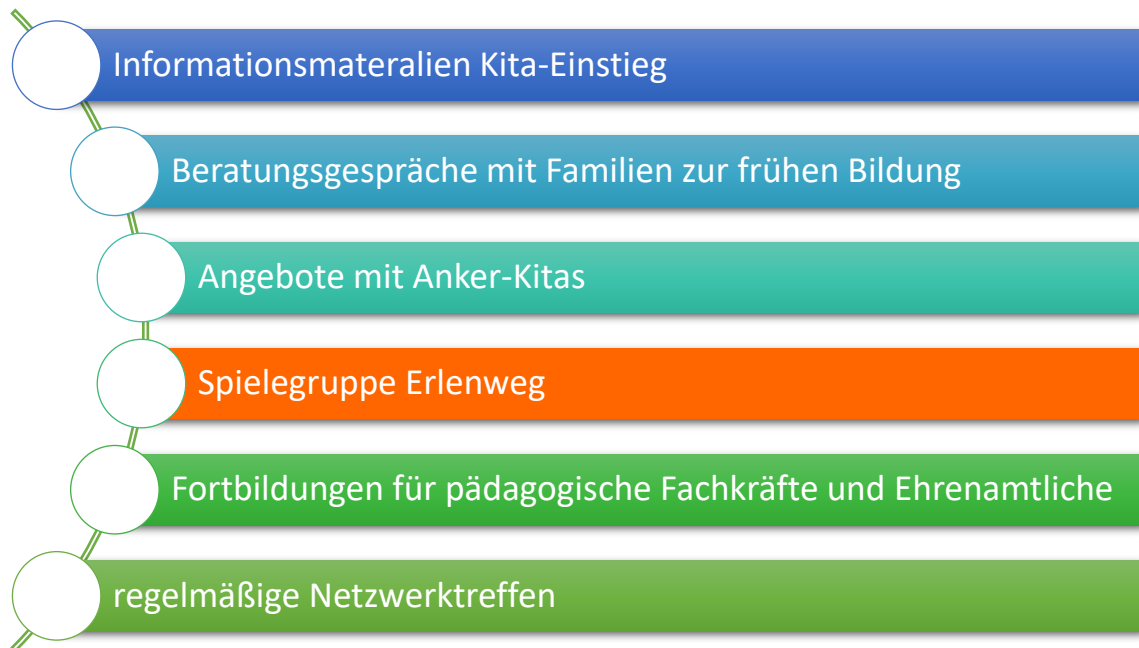 Informationsmateralien Kita-Einstieg
Beratungsgespräche mit Familien zur frühen Bildung
Angebote mit Anker-Kitas
Spielegruppe Erlenweg
Fortbildungen für pädagogische Fachkräfte und Ehrenamtliche
regelmäßige Netzwerktreffen